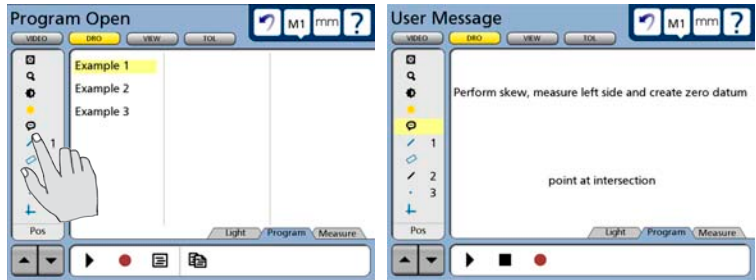 Program Open
M1 mm ?
VIDEO DRO VIEW TOL
Example 1
Example 2
Example 3
1
Pos
Light Program Measure
User Message
M1 mm ?
VIDEO DRO VIEW TOL
Perform skew, measure left side and create zero datum
1
2
point at intersection
3
Pos
Light Program Measure